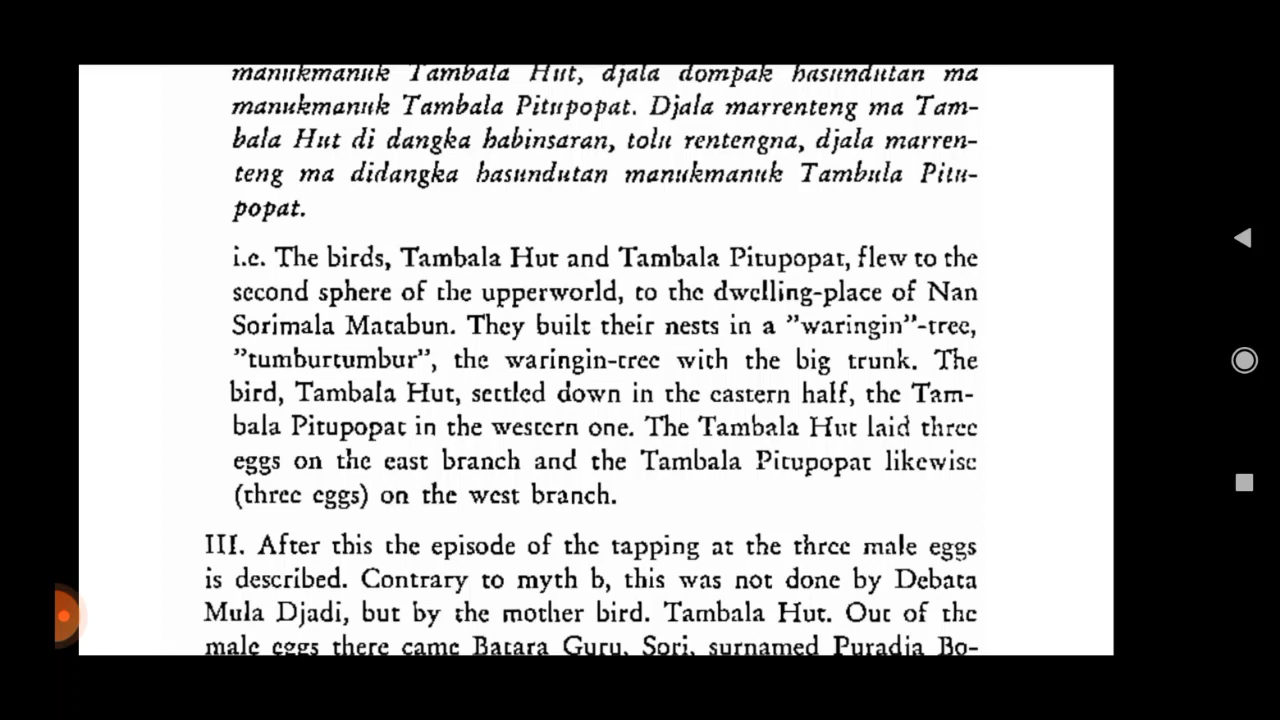 manukmanuk Tambala Hut, djala dompak hasundutan ma
manukmanuk Tambala Pitupopat. Djala marrenteng ma Tam-
bala Hut di dangka habinsaran, tolu rentengna, djala marren-
teng ma didangka hasundutan manukmanuk Tambula Pitu-
popat.
i.e. The birds, Tambala Hut and Tambala Pitupopat, flew to the
second sphere of the upperworld, to the dwelling-place of Nan
Sorimala Matabun. They built their nests in a ”waringin”-tree,
”tumburtumbur”, the waringin-tree with the big trunk. The
bird, Tambala Hut, settled down in the eastern half, the Tam-
bala Pitupopat in the western one. The Tambala Hut laid three
eggs on the east branch and the Tambala Pitupopat likewise
(three eggs) on the west branch.
III. After this the episode of the tapping at the three male eggs
is described. Contrary to myth b, this was not done by Debata
Mula Djadi, but by the mother bird. Tambala Hut. Out of the
male eggs there came Batara Guru, Sori, surnamed Puradia Bo-